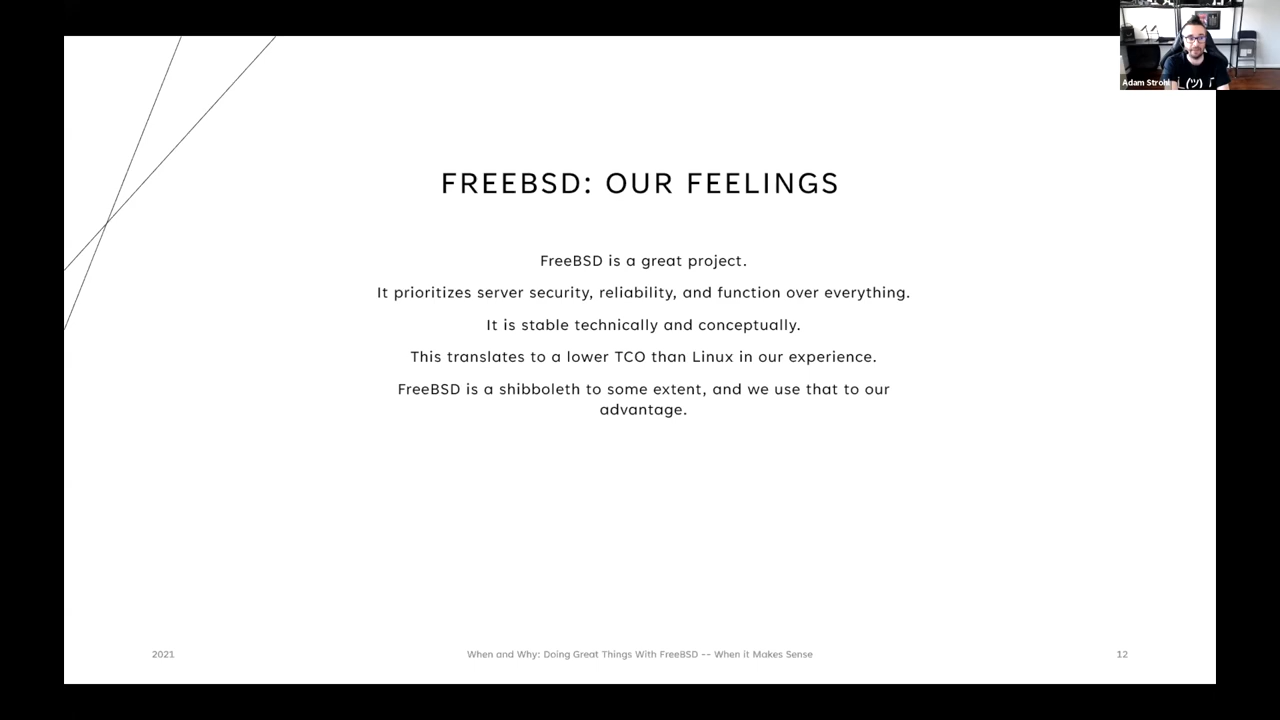 Adam Strohl
¯\_(ツ)_/¯
FREEBSD: OUR FEELINGS
FreeBSD is a great project.
It prioritizes server security, reliability, and function over everything.
It is stable technically and conceptually.
This translates to a lower TCO than Linux in our experience.
FreeBSD is a shibboleth to some extent, and we use that to our
advantage.
2021
When and Why: Doing Great Things With FreeBSD -- When it Makes Sense
12